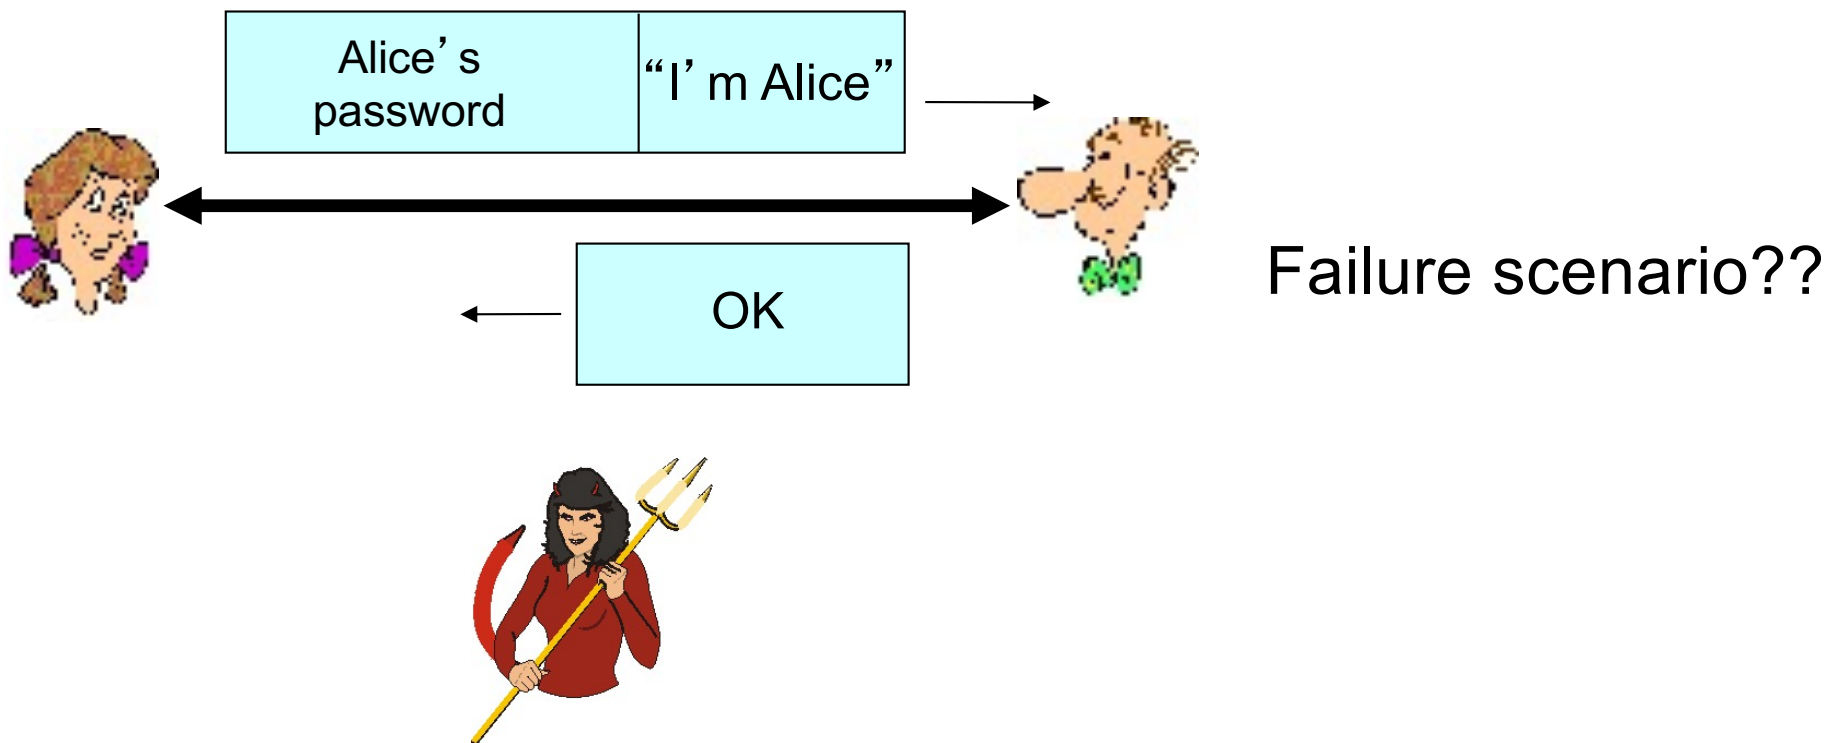 Alice’s
password
“I’m Alice”
Failure scenario??
OK